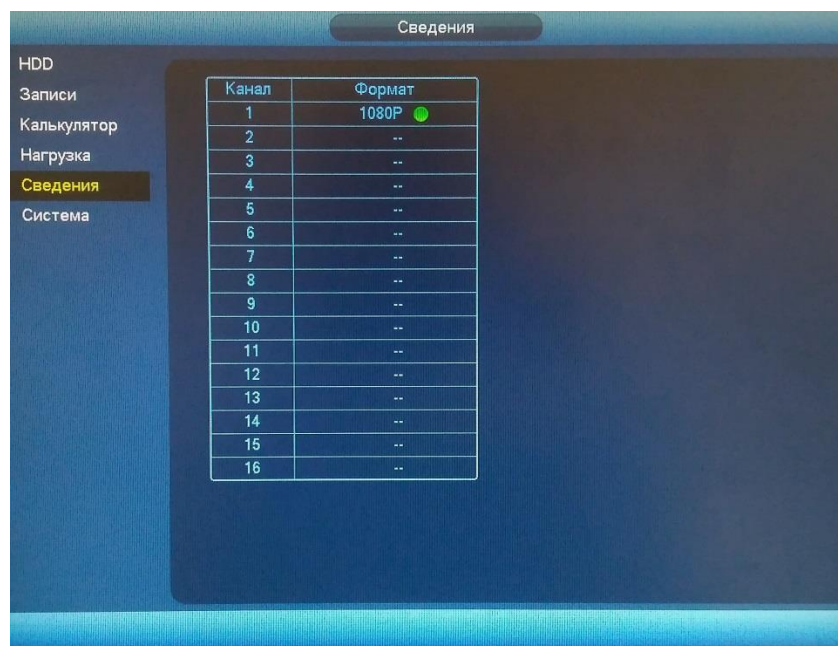 Сведения
HDD
Записи
Калькулятор
Нагрузка
Сведения
Система
Канал Формат
1 1080P
2 --
3 --
4 --
5 --
6 --
7 --
8 --
9 --
10 --
11 --
12 --
13 --
14 --
15 --
16 --